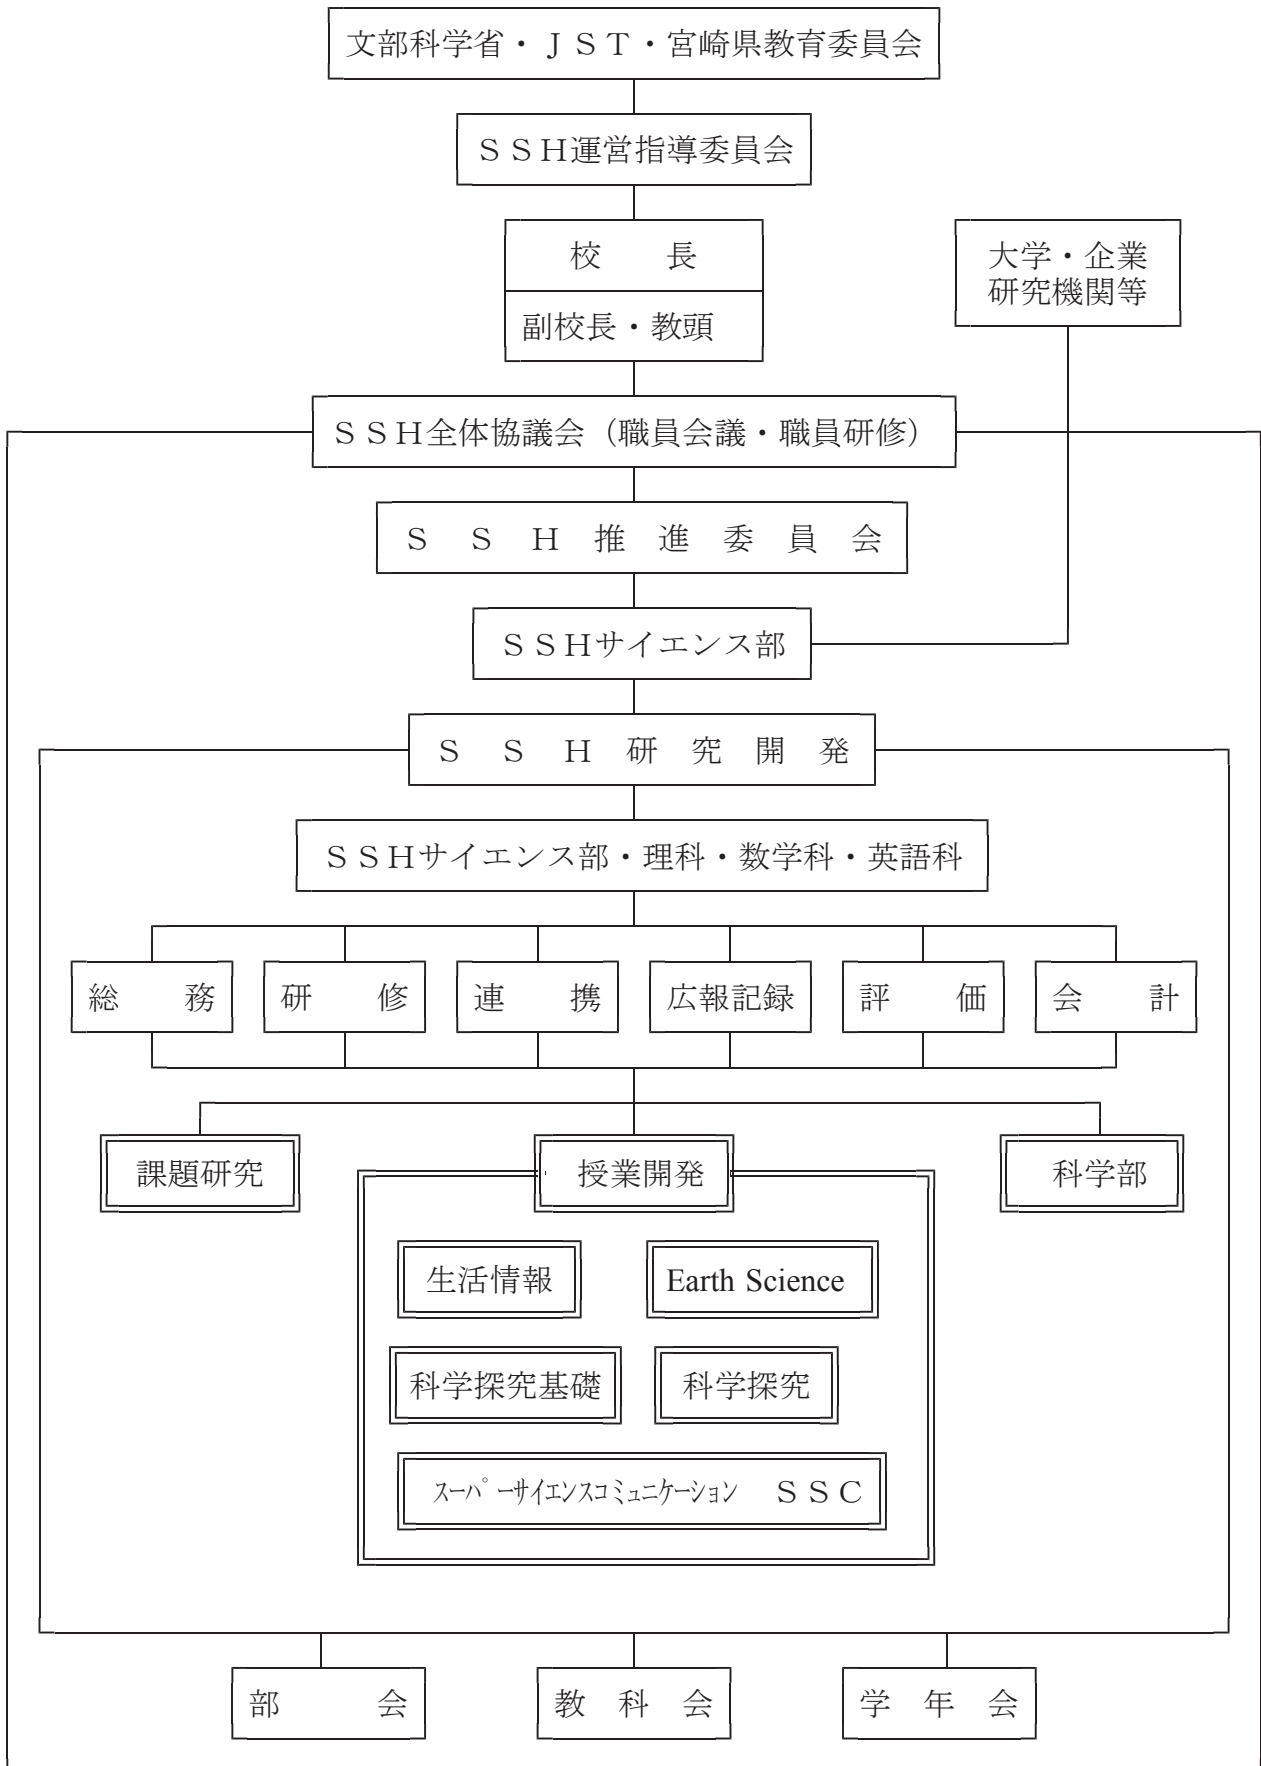 文部科学省・ＪＳＴ・宮崎県教育委員会
ＳＳＨ運営指導委員会
校　　長
副校長・教頭
大学・企業
研究機関等
ＳＳＨ全体協議会（職員会議・職員研修）
Ｓ　Ｓ　Ｈ　推　進　委　員　会
ＳＳＨサイエンス部
Ｓ　Ｓ　Ｈ　研　究　開　発
ＳＳＨサイエンス部・理科・数学科・英語科
総　　務
研　　修
連　　携
広報記録
評　　価
会　　計
課題研究
授業開発
科学部
生活情報
Earth Science
科学探究基礎
科学探究
ｽｰﾊﾟｰｻｲｴﾝｽｺﾐｭﾆｹｰｼｮﾝ　ＳＳＣ
部　　　会
教　科　会
学　年　会